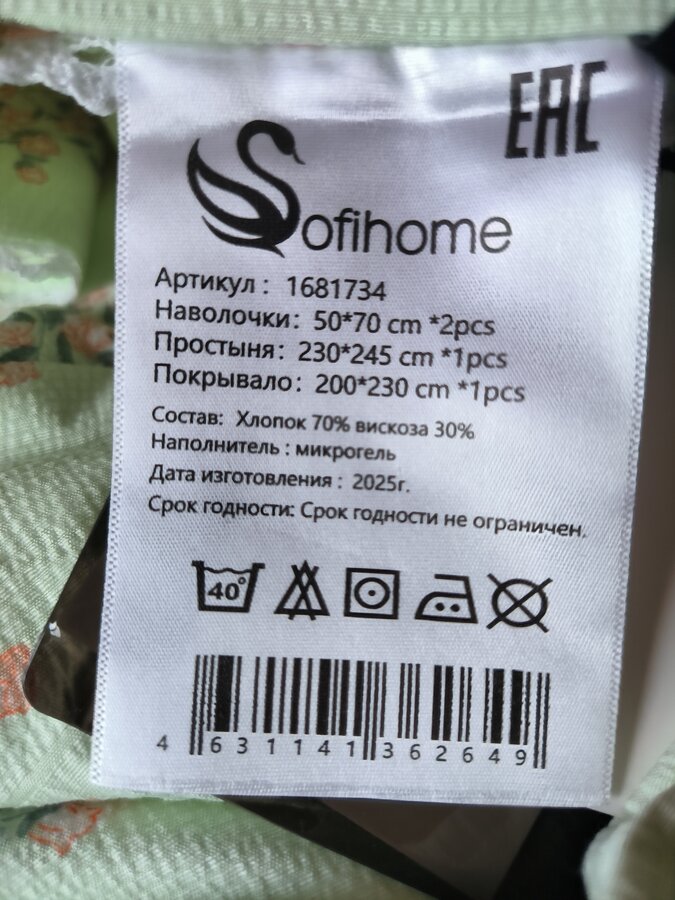 EAC
Sofihome
Артикул : 1681734
Наволочки: 50*70 cm *2pcs
Простыня: 230*245 cm *1pcs
Покрывало: 200*230 cm *1pcs
Состав: Хлопок 70% вискоза 30%
Наполнитель : микрогель
Дата изготовления : 2025г.
Срок годности: Срок годности не ограничен.
40°
4 631141 362649